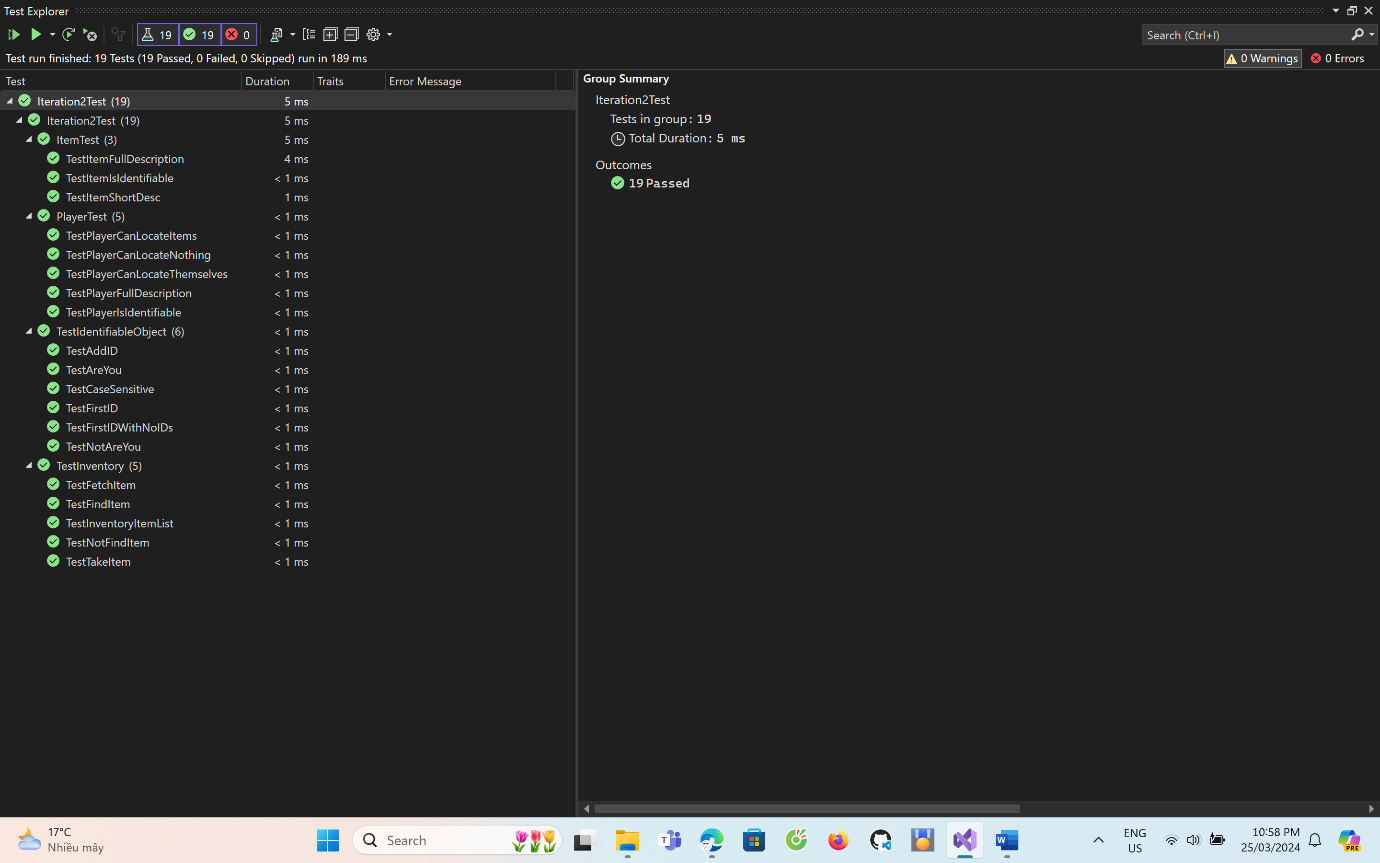 Test Explorer
19 19 0
Search (Ctrl+I)
Test run finished: 19 Tests (19 Passed, 0 Failed, 0 Skipped) run in 189 ms
0 Warnings 0 Errors
Test Duration Traits Error Message
Group Summary
Iteration2Test (19) 5 ms
Iteration2Test (19) 5 ms
ItemTest (3) 5 ms
TestItemFullDescription 4 ms
TestItemIsIdentifiable < 1 ms
TestItemShortDesc 1 ms
PlayerTest (5) < 1 ms
TestPlayerCanLocateItems < 1 ms
TestPlayerCanLocateNothing < 1 ms
TestPlayerCanLocateThemselves < 1 ms
TestPlayerFullDescription < 1 ms
TestPlayerIsIdentifiable < 1 ms
TestIdentifiableObject (6) < 1 ms
TestAddID < 1 ms
TestAreYou < 1 ms
TestCaseSensitive < 1 ms
TestFirstID < 1 ms
TestFirstIDWithNoIDs < 1 ms
TestNotAreYou < 1 ms
TestInventory (5) < 1 ms
TestFetchItem < 1 ms
TestFindItem < 1 ms
TestInventoryItemList < 1 ms
TestNotFindItem < 1 ms
TestTakeItem < 1 ms
Iteration2Test
Tests in group: 19
Total Duration: 5 ms
Outcomes
19 Passed
17°C
Nhiều mây
Search
W
ENG
US
10:58 PM
25/03/2024
PRE